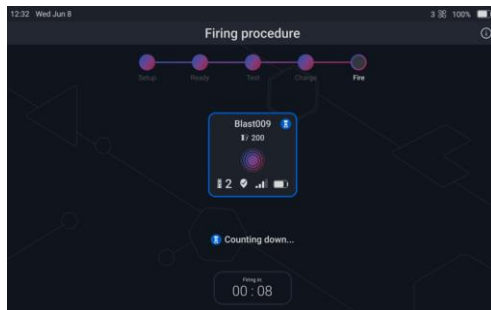 12:32 Wed Jun 8
3 100%
Firing procedure
Setup Ready Test Charge Fire
Blast009
1/ 200
2
Counting down...
Firing in:
00 : 08